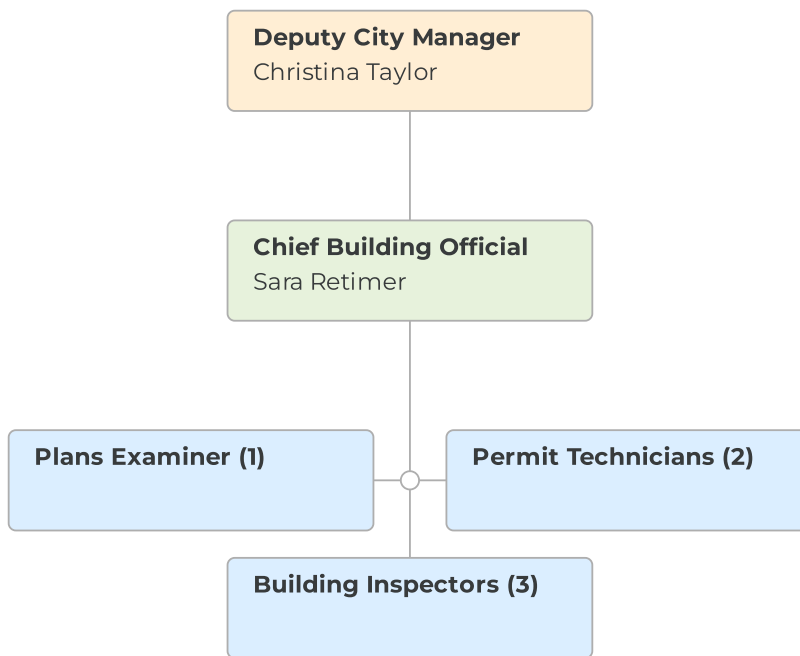 Deputy City Manager
Christina Taylor
Chief Building Official
Sara Retimer
Plans Examiner (1)
Permit Technicians (2)
Building Inspectors (3)